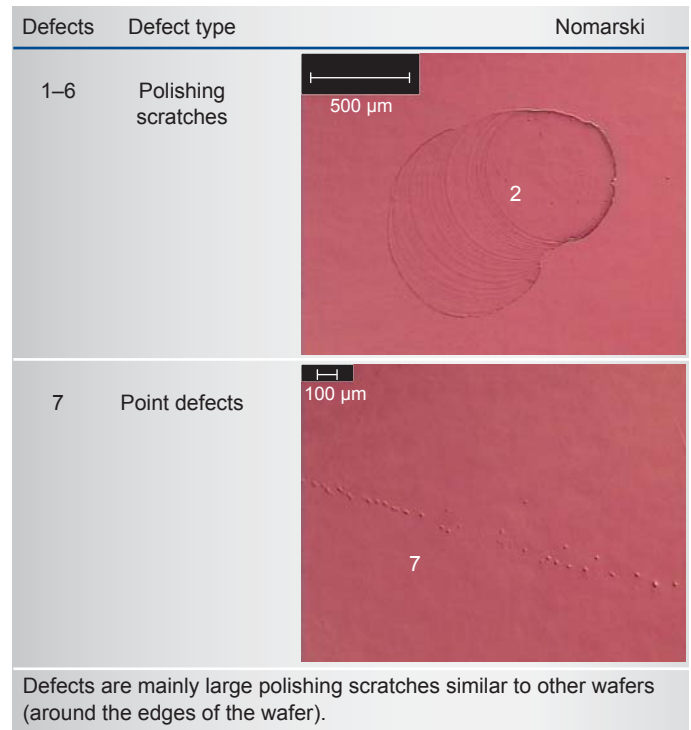 Defects Defect type Nomarski
1–6 Polishing scratches
500 µm
2
7 Point defects
100 µm
7
Defects are mainly large polishing scratches similar to other wafers
(around the edges of the wafer).